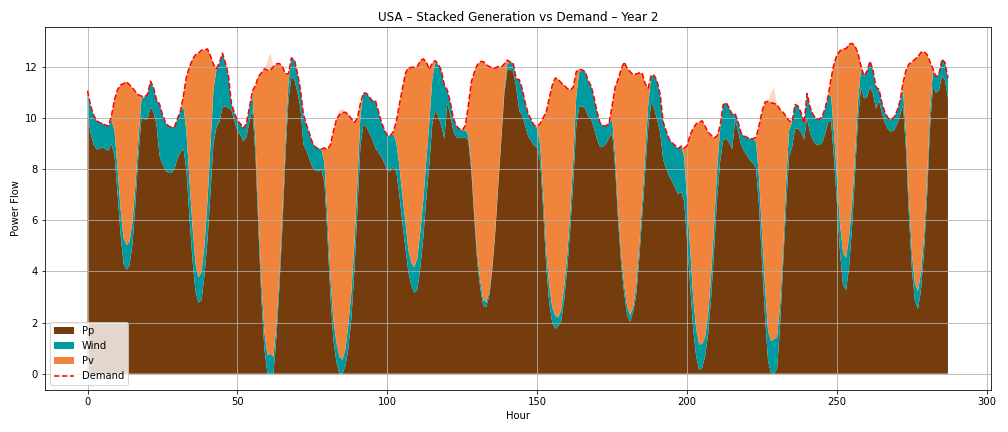 USA – Stacked Generation vs Demand – Year 2
Power Flow
12
10
8
6
4
2
0
Pp
Wind
Pv
Demand
0 50 100 150 200 250 300
Hour